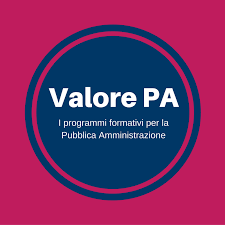 Valore PA
I programmi formativi per la
Pubblica Amministrazione